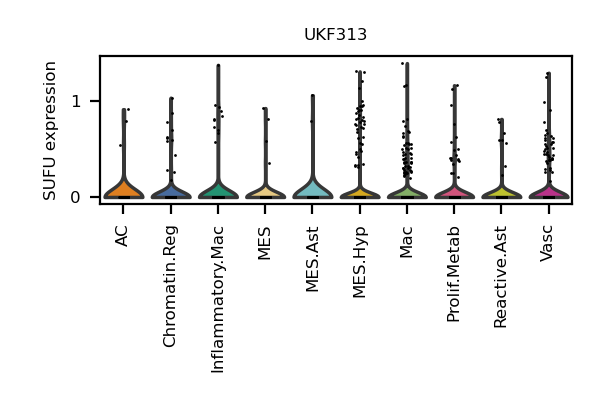 UKF313
SUFU expression
1
0
AC
Chromatin.Reg
Inflammatory.Mac
MES
MES.Ast
MES.Hyp
Mac
Prolif.Metab
Reactive.Ast
Vasc